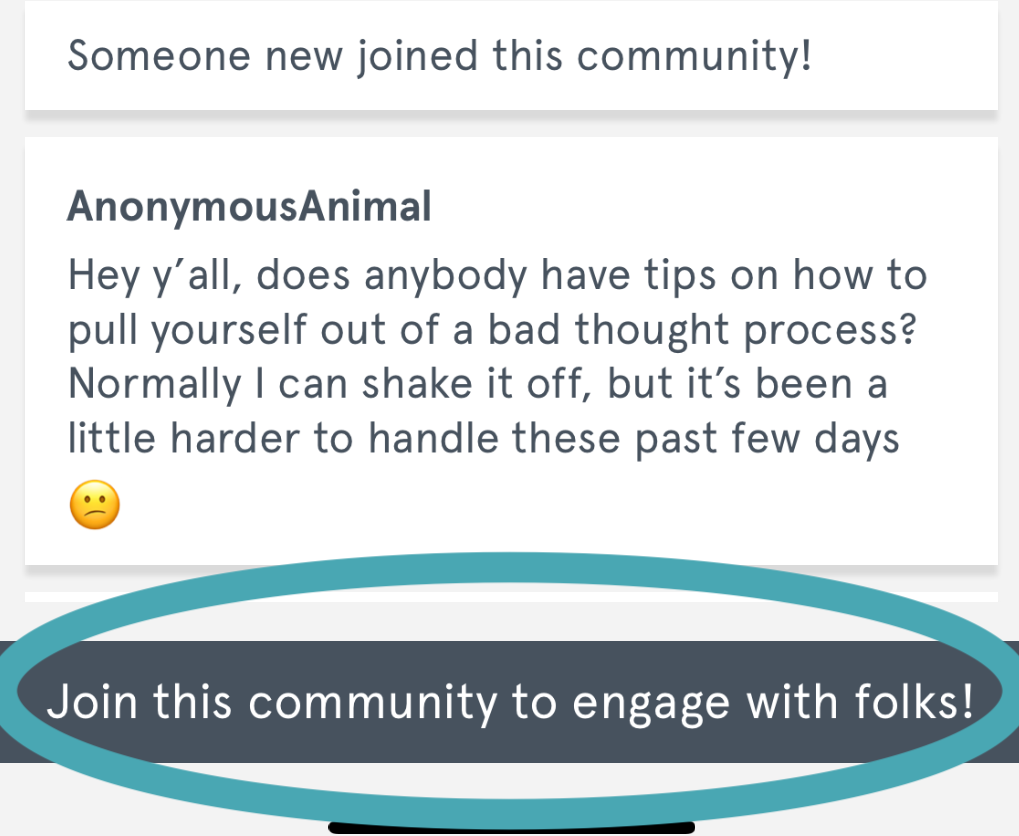 Someone new joined this community!
AnonymousAnimal
Hey y´all, does anybody have tips on how to
pull yourself out of a bad thought process?
Normally I can shake it off, but it’s been a
little harder to handle these past few days
😕
Join this community to engage with folks!